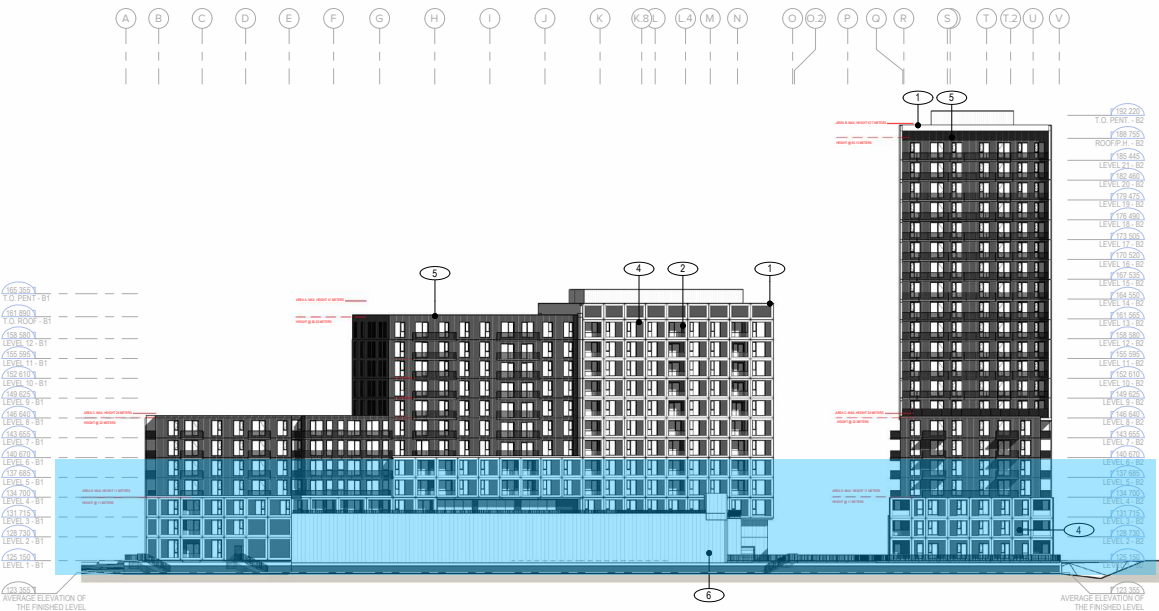 A B C D E F G H I J K K.8 L L.4 M N O O.2 P Q R S T T.2 U V
1 5
5 4 2 1
165 355
T.O. PENT - B1
161 890
T.O. ROOF - B1
158 580
LEVEL 12 - B1
155 595
LEVEL 11 - B1
152 610
LEVEL 10 - B1
149 625
LEVEL 9 - B1
146 640
LEVEL 8 - B1
143 655
LEVEL 7 - B1
140 670
LEVEL 6 - B1
137 685
LEVEL 5 - B1
134 700
LEVEL 4 - B1
131 715
LEVEL 3 - B1
128 730
LEVEL 2 - B1
125 150
LEVEL 1 - B1
123 355
AVERAGE ELEVATION OF
THE FINISHED LEVEL
192 220
T.O. PENT. - B2
188 755
ROOF/P.H. - B2
185 445
LEVEL 21 - B2
182 460
LEVEL 20 - B2
179 475
LEVEL 19 - B2
176 490
LEVEL 18 - B2
173 505
LEVEL 17 - B2
170 520
LEVEL 16 - B2
167 535
LEVEL 15 - B2
164 550
LEVEL 14 - B2
161 565
LEVEL 13 - B2
158 580
LEVEL 12 - B2
155 595
LEVEL 11 - B2
152 610
LEVEL 10 - B2
149 625
LEVEL 9 - B2
146 640
LEVEL 8 - B2
143 655
LEVEL 7 - B2
140 670
LEVEL 6 - B2
137 685
LEVEL 5 - B2
134 700
LEVEL 4 - B2
131 715
LEVEL 3 - B2
128 730
LEVEL 2 - B2
125 150
123 355
AVERAGE ELEVATION OF
THE FINISHED LEVEL
4
6